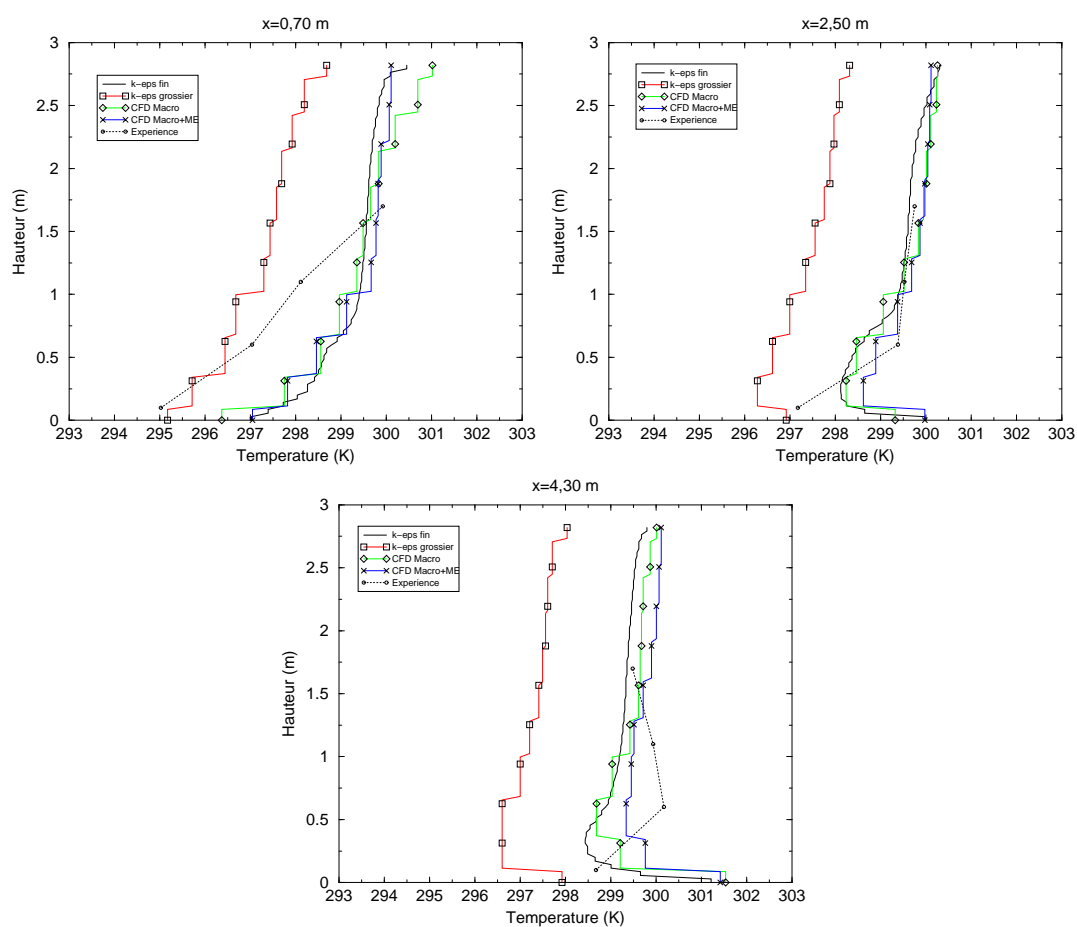 x=0,70 m
3
2.5
2
1.5
1
0.5
0
Hauteur (m)
k−eps fin
k−eps grossier
CFD Macro
CFD Macro+ME
Experience
293 294 295 296 297 298 299 300 301 302 303
Temperature (K)
x=2,50 m
3
2.5
2
1.5
1
0.5
0
Hauteur (m)
k−eps fin
k−eps grossier
CFD Macro
CFD Macro+ME
Experience
293 294 295 296 297 298 299 300 301 302 303
Temperature (K)
x=4,30 m
3
2.5
2
1.5
1
0.5
0
Hauteur (m)
k−eps fin
k−eps grossier
CFD Macro
CFD Macro+ME
Experience
293 294 295 296 297 298 299 300 301 302 303
Temperature (K)